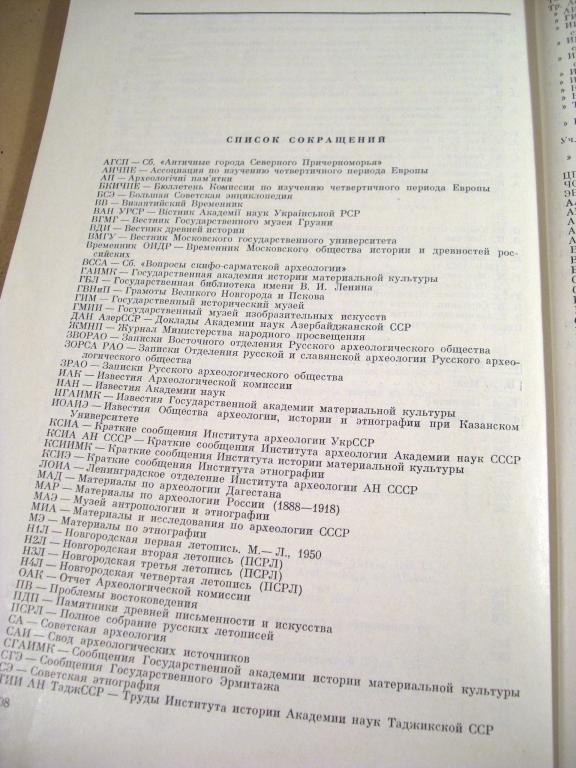 СПИСОК СОКРАЩЕНИЙ
АГСП — Сб. «Античные города Северного Причерноморья»
АИЧПЕ — Ассоциация по изучению четвертичного периода Европы
АП — Археологічні пам'ятки
БКИЧПЕ — Бюллетень Комиссии по изучению четвертичного периода Европы
БСЭ — Большая Советская энциклопедия
ВВ — Византийский Временник
ВАН УРСР — Вістник Академії наук Української РСР
ВГМГ — Вестник Государственного музея Грузии
ВДИ — Вестник древней истории
ВМГУ — Вестник Московского государственного университета
Временник ОИДР — Временник Московского общества истории и древностей рос-
сийских
ВССА — Сб. «Вопросы скифо-сарматской археологии»
ГАИМК — Государственная академия истории материальной культуры
ГБЛ — Государственная библиотека имени В. И. Ленина
ГВНиП — Грамоты Великого Новгорода и Пскова
ГИМ — Государственный исторический музей
ГМИИ — Государственный музей изобразительных искусств
ДАН АзерССР — Доклады Академии наук Азербайджанской ССР
ЖМНП — Журнал Министерства народного просвещения
ЗВОРАО — Записки Восточного отделения Русского археологического общества
ЗОРСА РАО — Записки Отделения русской и славянской археологии Русского архео-
логического общества
ЗРАО — Записки Русского археологического общества
ИАК — Известия Археологической комиссии
ИАН — Известия Академии наук
ИГАИМК — Известия Государственной академии материальной культуры
ИОАИЭ — Известия Общества археологии, истории и этнографии при Казанском
Университете
КСИА — Краткие сообщения Института археологии УкрССР
КСИА АН СССР — Краткие сообщения Института археологии Академии наук СССР
КСИИМК — Краткие сообщения Института истории материальной культуры
КСИЭ — Краткие сообщения Института этнографии
ЛОИА — Ленинградское отделение Института археологии АН СССР
МАД — Материалы по археологии Дагестана
МАР — Материалы по археологии России (1888—1918)
МАЭ — Музей антропологии и этнографии
МИА — Материалы и исследования по археологии СССР
МЭ — Материалы по этнографии
Н1Л — Новгородская первая летопись. М.— Л., 1950
Н2Л — Новгородская вторая летопись (ПСРЛ)
Н3Л — Новгородская третья летопись (ПСРЛ)
Н4Л — Новгородская четвертая летопись (ПСРЛ)
ОАК — Отчет Археологической комиссии
ПВ — Проблемы востоковедения
ПДП — Памятники древней письменности и искусства
ПСРЛ — Полное собрание русских летописей
СА — Советская археология
САИ — Свод археологических источников
СГАИМК — Сообщения Государственной академии истории материальной культуры
СГЭ — Сообщения Государственного Эрмитажа
СЭ — Советская этнография
ТИИ АН ТаджССР — Труды Института истории Академии наук Таджикской ССР